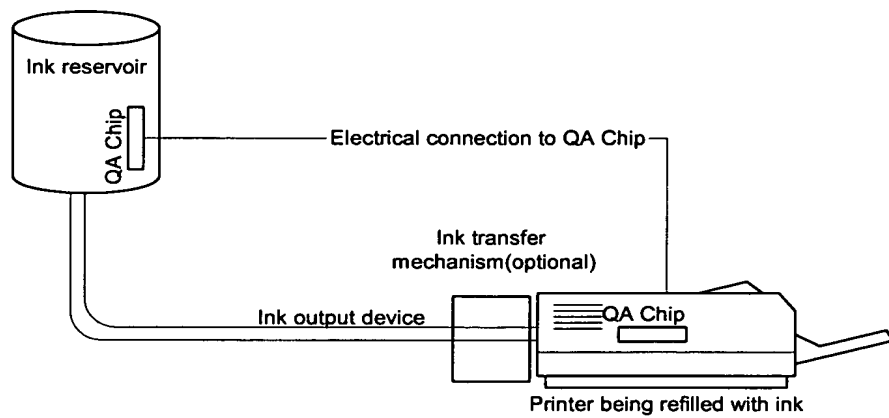 Ink reservoir
QA Chip
Electrical connection to QA Chip
Ink transfer
mechanism(optional)
Ink output device
QA Chip
Printer being refilled with ink